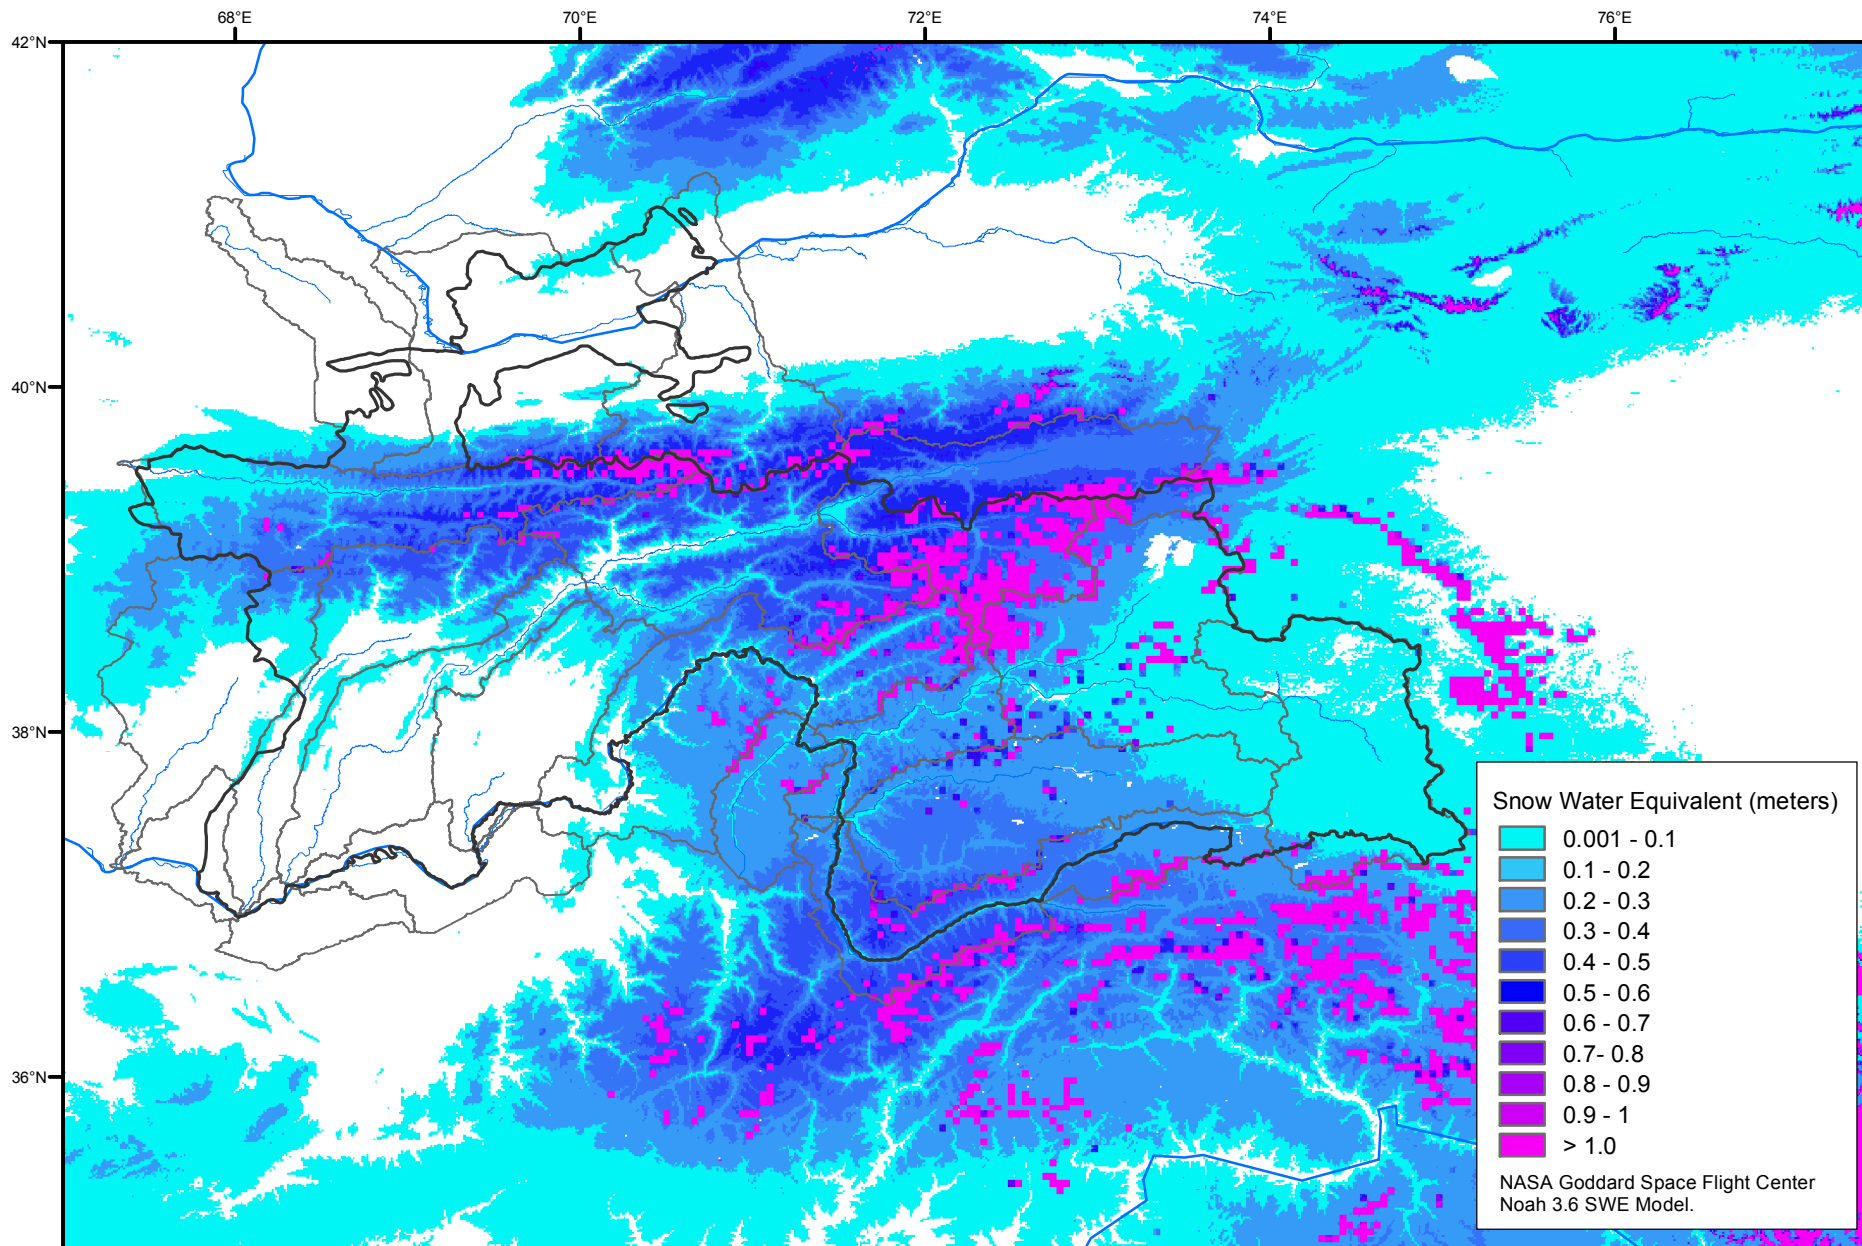 68°E 70°E 72°E 74°E 76°E
42°N
40°N
38°N
36°N
Snow Water Equivalent (meters)
0.001 - 0.1
0.1 - 0.2
0.2 - 0.3
0.3 - 0.4
0.4 - 0.5
0.5 - 0.6
0.6 - 0.7
0.7- 0.8
0.8 - 0.9
0.9 - 1
> 1.0
NASA Goddard Space Flight Center
Noah 3.6 SWE Model.